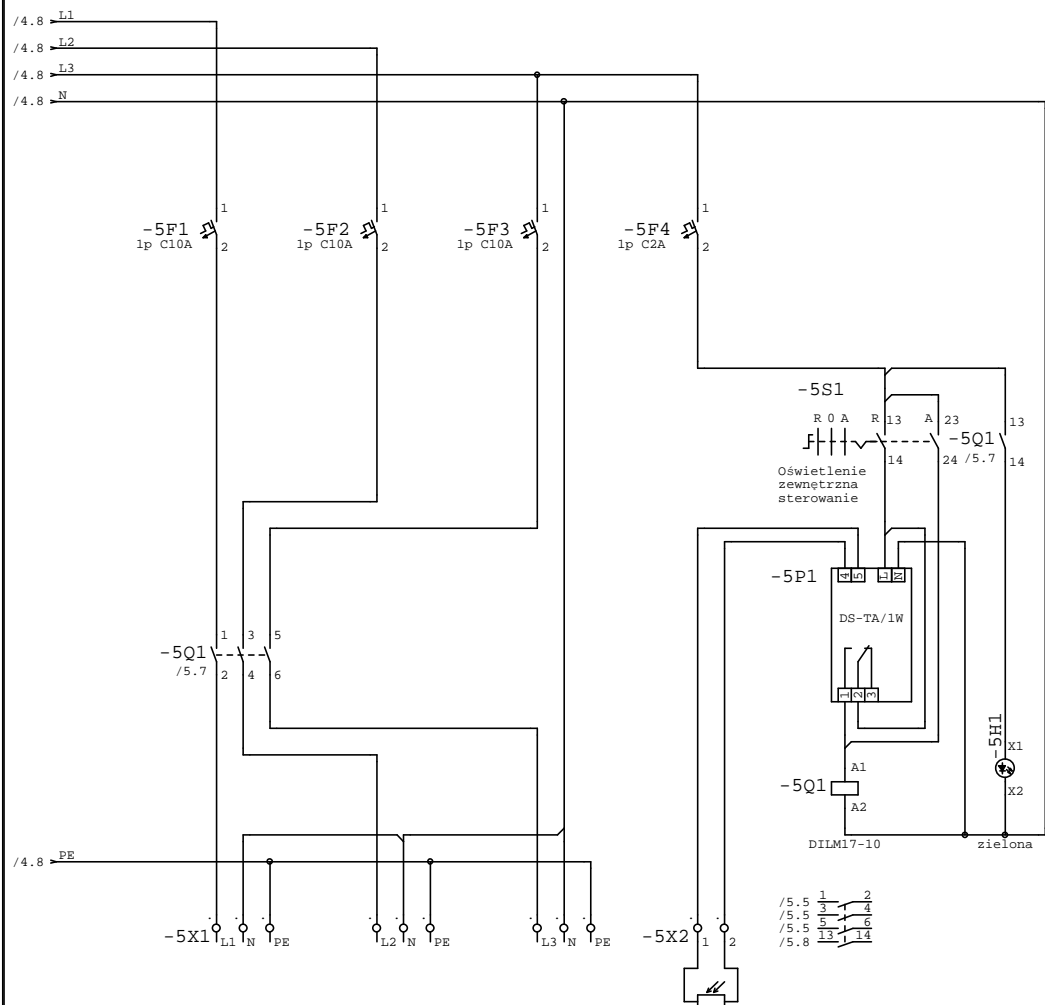 /4.8 L1
/4.8 L2
/4.8 L3
/4.8 N
1 1 1 1
-5F1 -5F2 -5F3 -5F4
1p C10A 1p C10A 1p C10A 1p C2A
2 2 2 2
-5S1
R 0 A R 13 A 23 13
-5Q1
14 24 /5.7 14
Oświetlenie
zewnętrzna
sterowanie
-5P1 4 5 L N
DS-TA/1W
1 3 5
-5Q1
/5.7 2 4 6
1 2 3
-5H1
X1
A1
-5Q1
X2
A2
DILM17-10 zielona
/4.8 PE
/5.5 1 2
/5.5 3 4
/5.5 5 6
/5.8 13 14
-5X1 L1 N PE L2 N PE L3 N PE -5X2 1 2